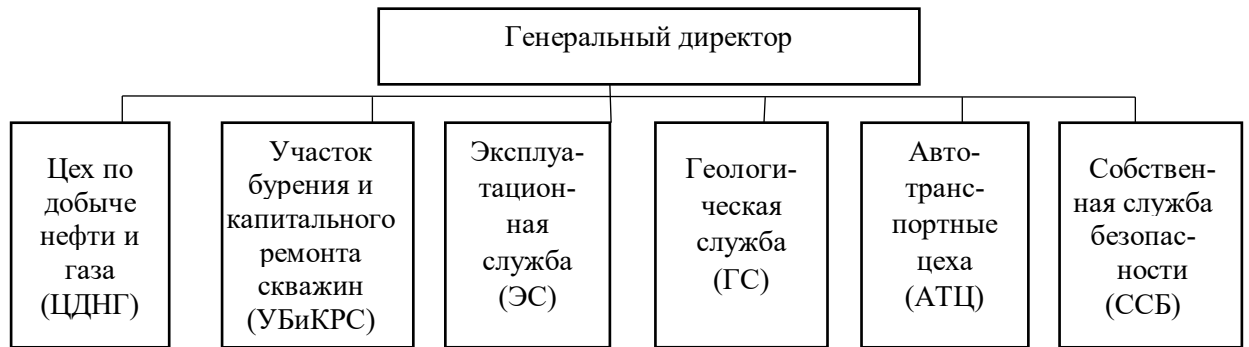 Генеральный директор
Цех по
добыче
нефти и
газа
(ЦДНГ)
Участок
бурения и
капитального
ремонта
скважин
(УБиКРС)
Эксплуа-
тацион-
ная
служба
(ЭС)
Геологи-
ческая
служба
(ГС)
Авто-
транс-
портные
цеха
(АТЦ)
Собствен-
ная служба
безопас-
ности
(ССБ)